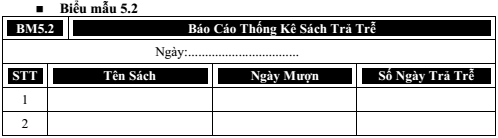 ▪ Biểu mẫu 5.2
BM5.2 Báo Cáo Thống Kê Sách Trả Trễ
Ngày:.................................
STT Tên Sách Ngày Mượn Số Ngày Trả Trễ
1
2